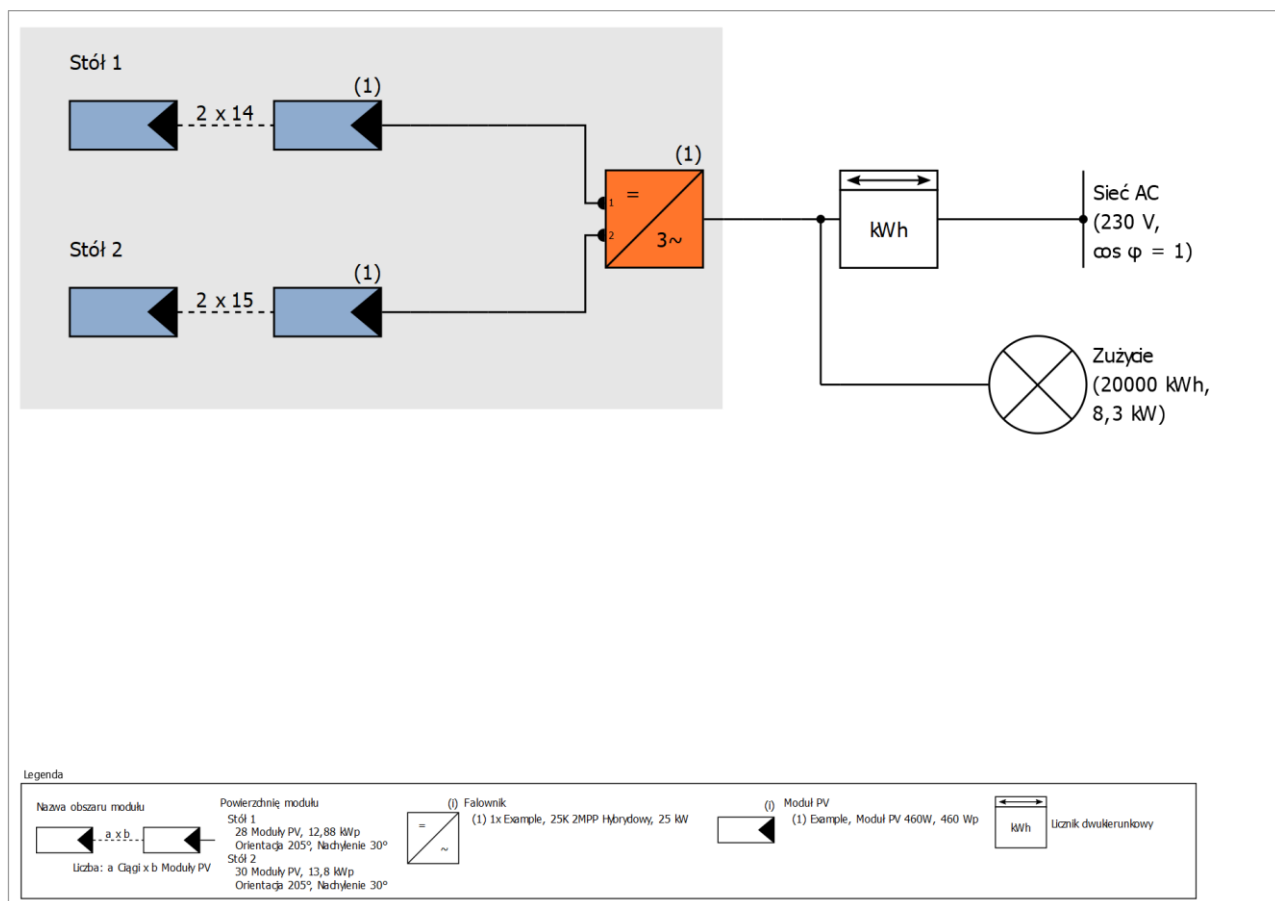 Stół 1
(1)
2 x 14
(1)
1
=
2
3~
Stół 2
(1)
2 x 15
kWh
Sieć AC
(230 V,
cos φ = 1)
Zużycie
(20000 kWh,
8,3 kW)
Legenda
Nazwa obszaru modułu
a x b
Liczba: a Ciągi x b Moduły PV
Powierzchnię modułu
Stół 1
28 Moduły PV, 12,88 kWp
Orientacja 205°, Nachylenie 30°
Stół 2
30 Moduły PV, 13,8 kWp
Orientacja 205°, Nachylenie 30°
=
~
(i) Falownik
(1) 1x Example, 25K 2MPP Hybrydowy, 25 kW
(i) Moduł PV
(1) Example, Moduł PV 460W, 460 Wp
kWh
Licznik dwukierunkowy